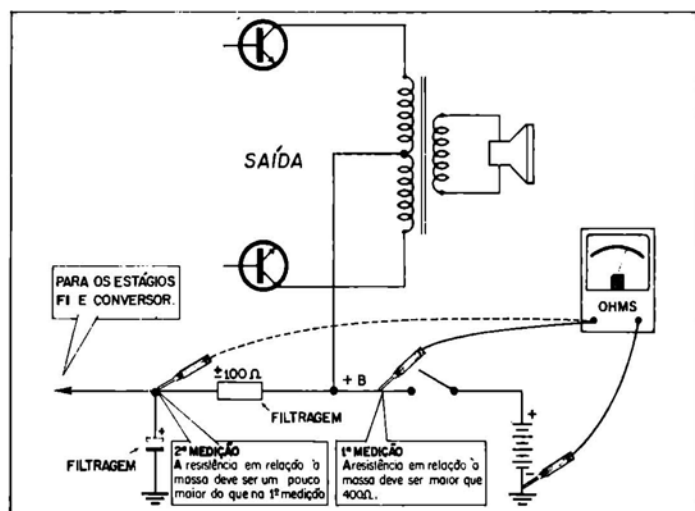 SAÍDA
PARA OS ESTÁGIOS
FI E CONVERSOR.
OHMS
±100Ω
+ B
+
FILTRAGEM
+
FILTRAGEM
2ª MEDIÇÃO
A resistência em relação à
massa deve ser um pouco
maior do que na 1ª medição
1ª MEDIÇÃO
A resistência em relação à
massa deve ser maior que
400Ω.
-